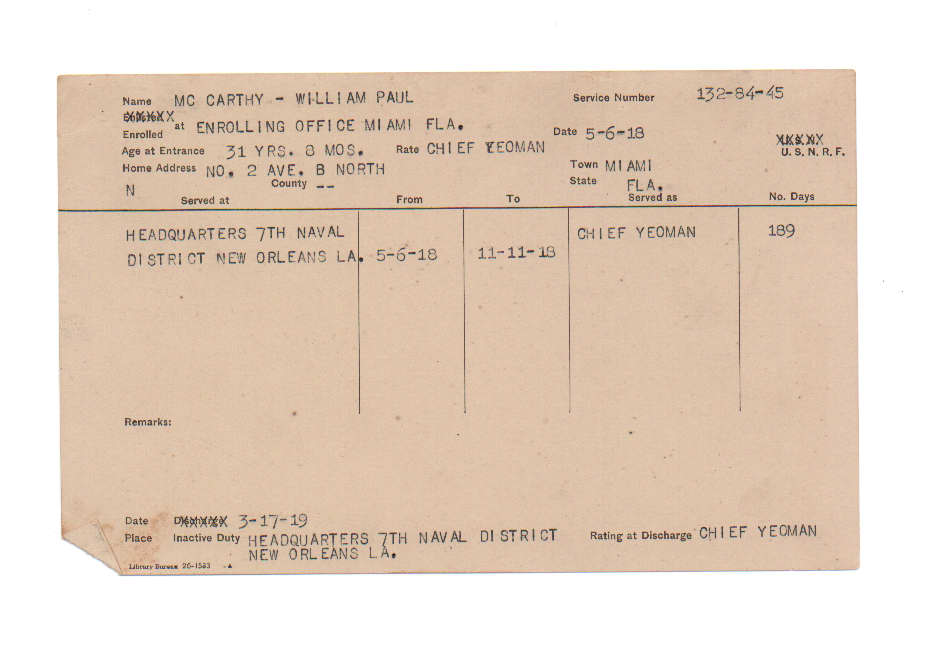 Name MC CARTHY - WILLIAM PAUL Service Number 132-84-45
Enrolled at ENROLLING OFFICE MIAMI FLA. Date 5-6-18
U. S. N. R. F.
Age at Entrance 31 YRS. 8 MOS. Rate CHIEF YEOMAN
Home Address NO. 2 AVE. B NORTH Town MIAMI
N County -- State FLA.
Served at From To Served as No. Days
HEADQUARTERS 7TH NAVAL CHIEF YEOMAN 189
DISTRICT NEW ORLEANS LA. 5-6-18 11-11-18
Remarks:
Date 3-17-19
Place Inactive Duty HEADQUARTERS 7TH NAVAL DISTRICT Rating at Discharge CHIEF YEOMAN
NEW ORLEANS LA.
Library Bureau 26-1583